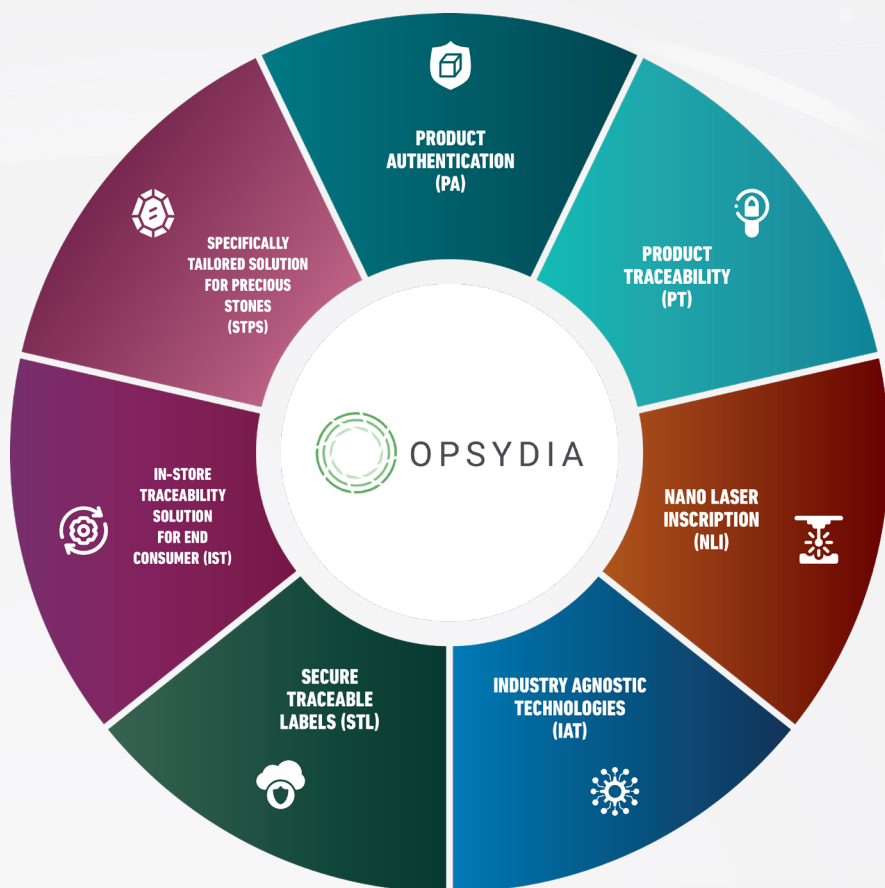 PRODUCT
AUTHENTICATION
(PA)
PRODUCT
TRACEABILITY
(PT)
NANO LASER
INSCRIPTION
(NLI)
INDUSTRY AGNOSTIC
TECHNOLOGIES
(IAT)
SECURE
TRACEABLE
LABELS (STL)
IN-STORE
TRACEABILITY
SOLUTION
FOR END
CONSUMER (IST)
SPECIFICALLY
TAILORED SOLUTION
FOR PRECIOUS
STONES
(STPS)
OPSYDIA